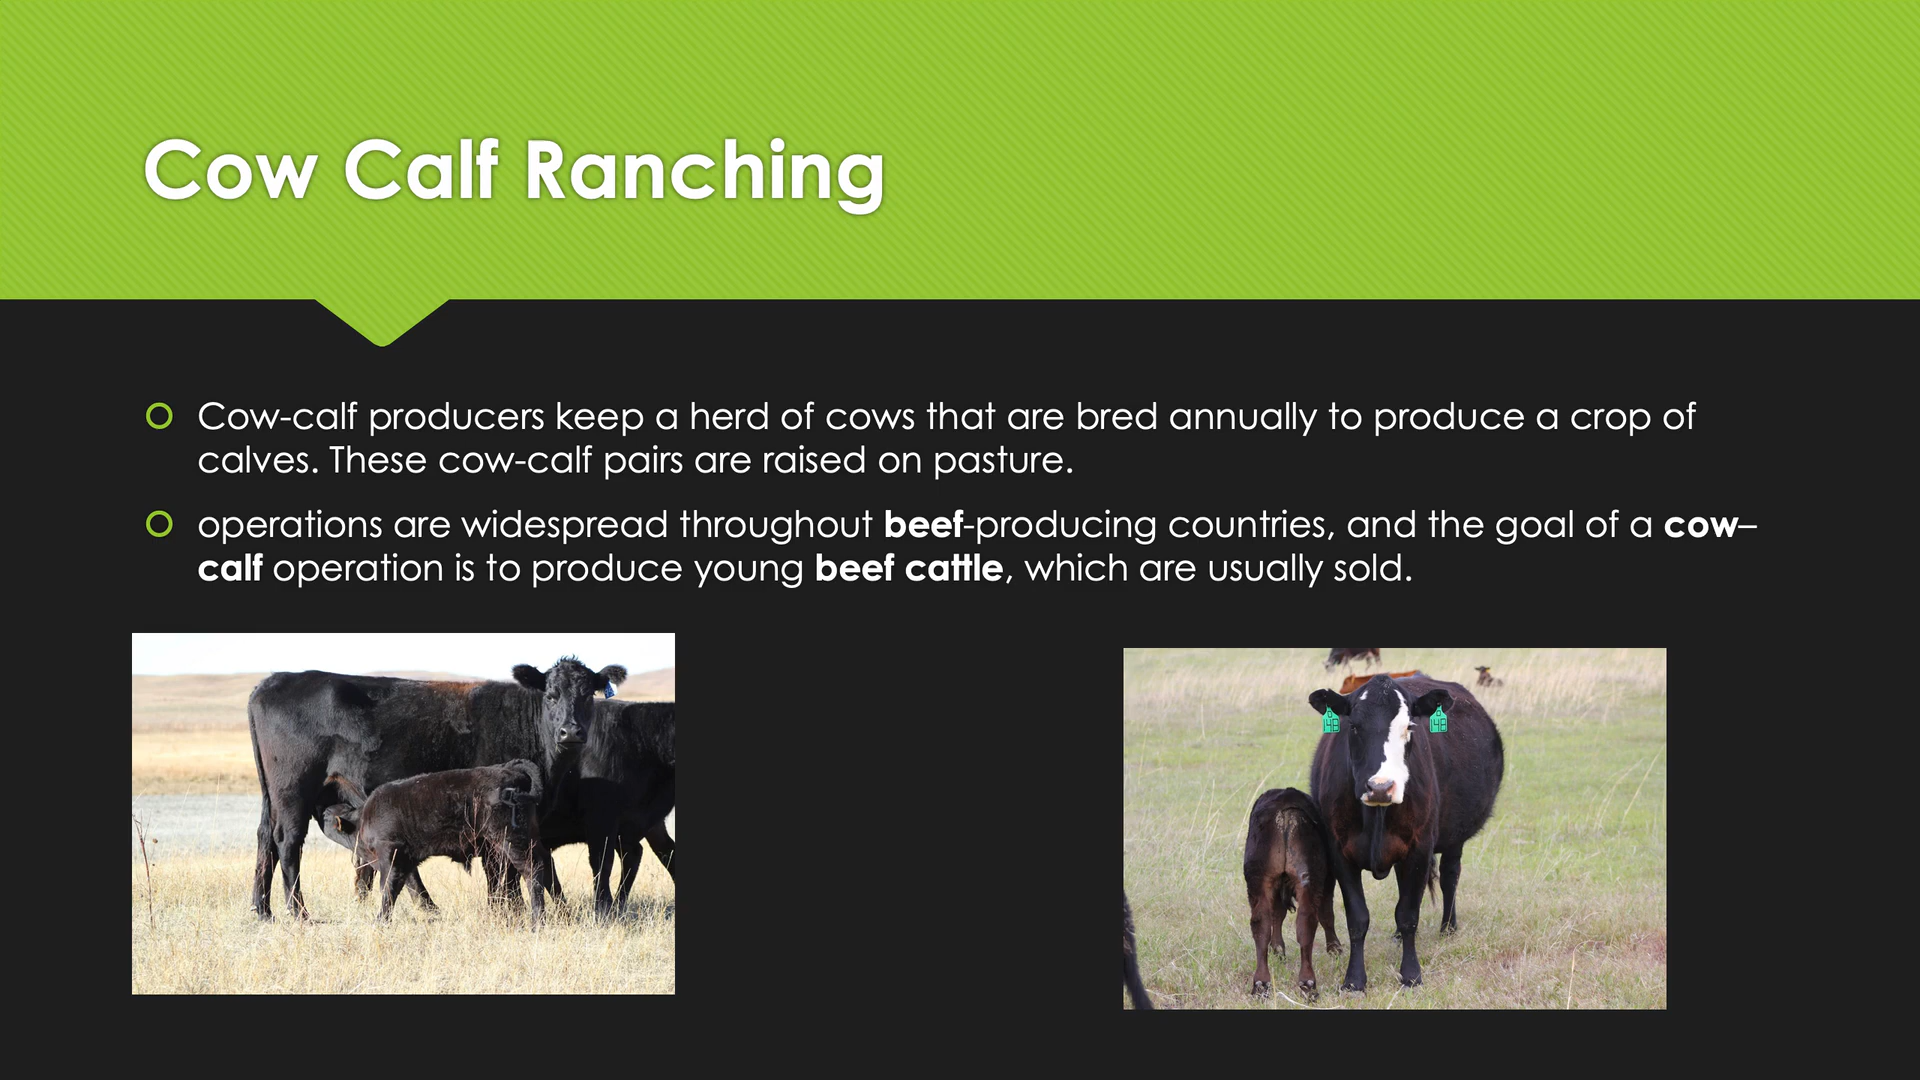 Cow Calf Ranching
Cow-calf producers keep a herd of cows that are bred annually to produce a crop of
calves. These cow-calf pairs are raised on pasture.
operations are widespread throughout beef-producing countries, and the goal of a cow–
calf operation is to produce young beef cattle, which are usually sold.
48
48